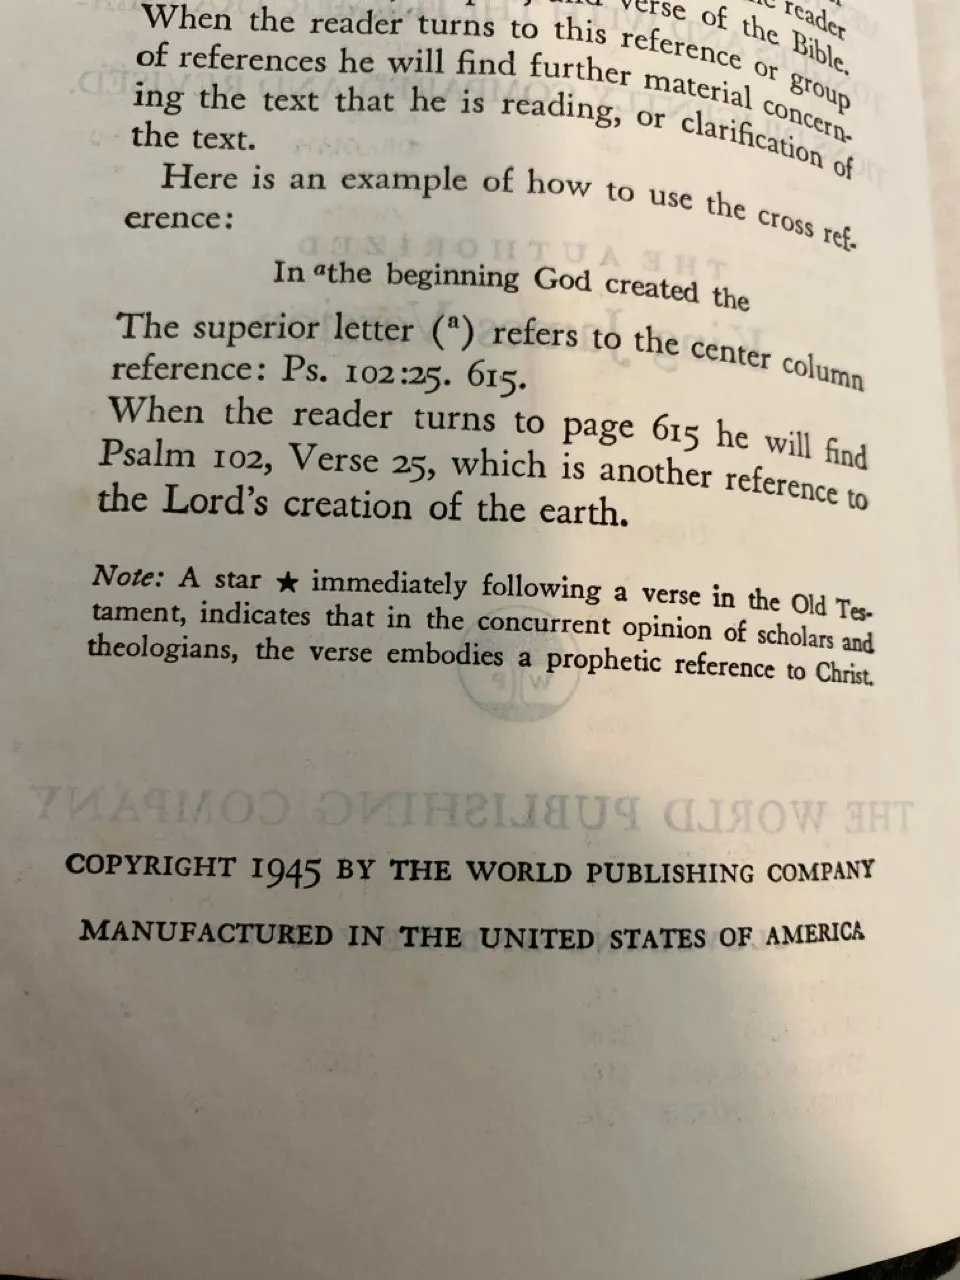 reader
verse of the Bible.
When the reader turns to this reference or group
of references he will find further material concern-
ing the text that he is reading, or clarification of
the text.
Here is an example of how to use the cross ref-
erence:
In ᵃthe beginning God created the
The superior letter (ᵃ) refers to the center column
reference: Ps. 102:25. 615.
When the reader turns to page 615 he will find
Psalm 102, Verse 25, which is another reference to
the Lord's creation of the earth.
Note: A star ★ immediately following a verse in the Old Tes-
tament, indicates that in the concurrent opinion of scholars and
theologians, the verse embodies a prophetic reference to Christ.
THE WORLD PUBLISHING COMPANY
COPYRIGHT 1945 BY THE WORLD PUBLISHING COMPANY
MANUFACTURED IN THE UNITED STATES OF AMERICA